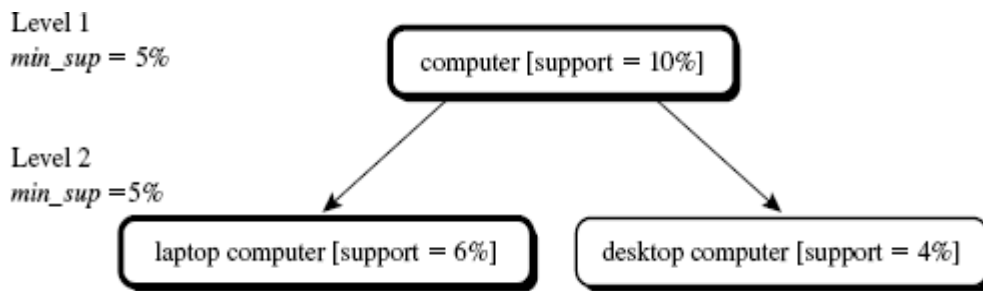 Level 1
min_sup = 5%
computer [support = 10%]
Level 2
min_sup =5%
laptop computer [support = 6%]
desktop computer [support = 4%]